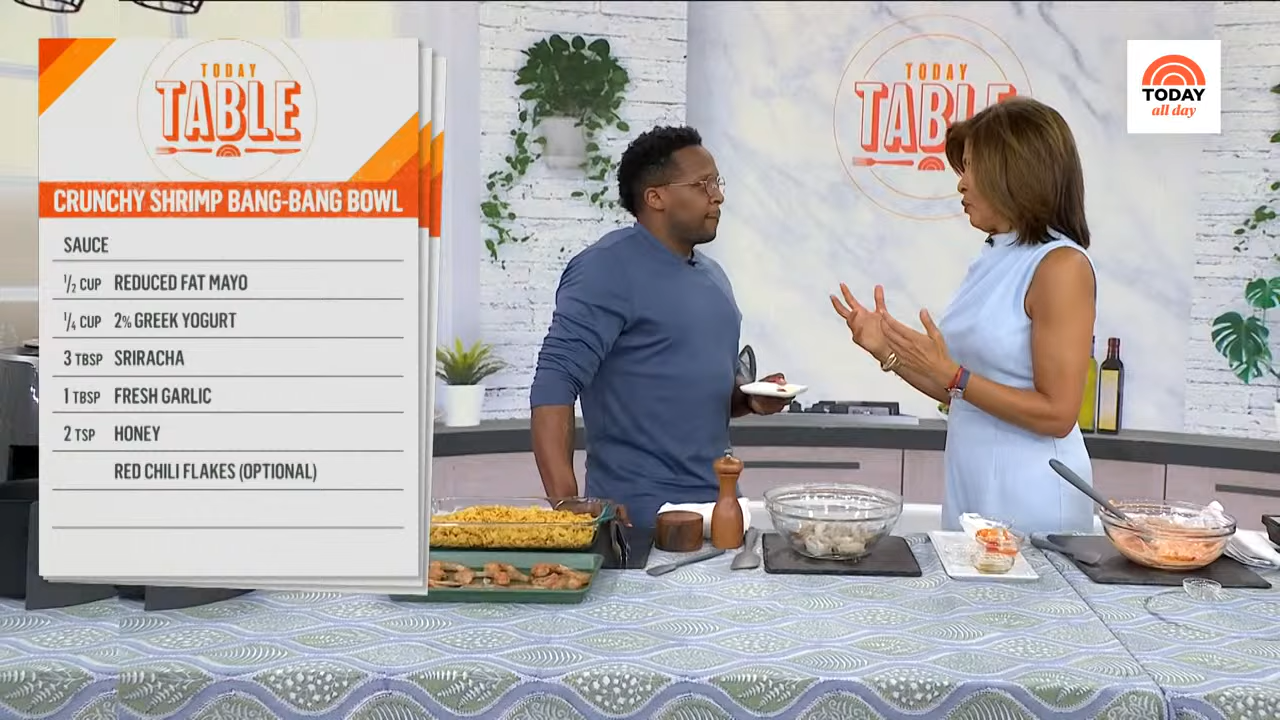 TODAY
TABLE
CRUNCHY SHRIMP BANG-BANG BOWL
SAUCE
1/2 CUP REDUCED FAT MAYO
1/4 CUP 2% GREEK YOGURT
3 TBSP SRIRACHA
1 TBSP FRESH GARLIC
2 TSP HONEY
RED CHILI FLAKES (OPTIONAL)
TODAY
TABLE
TODAY
all day